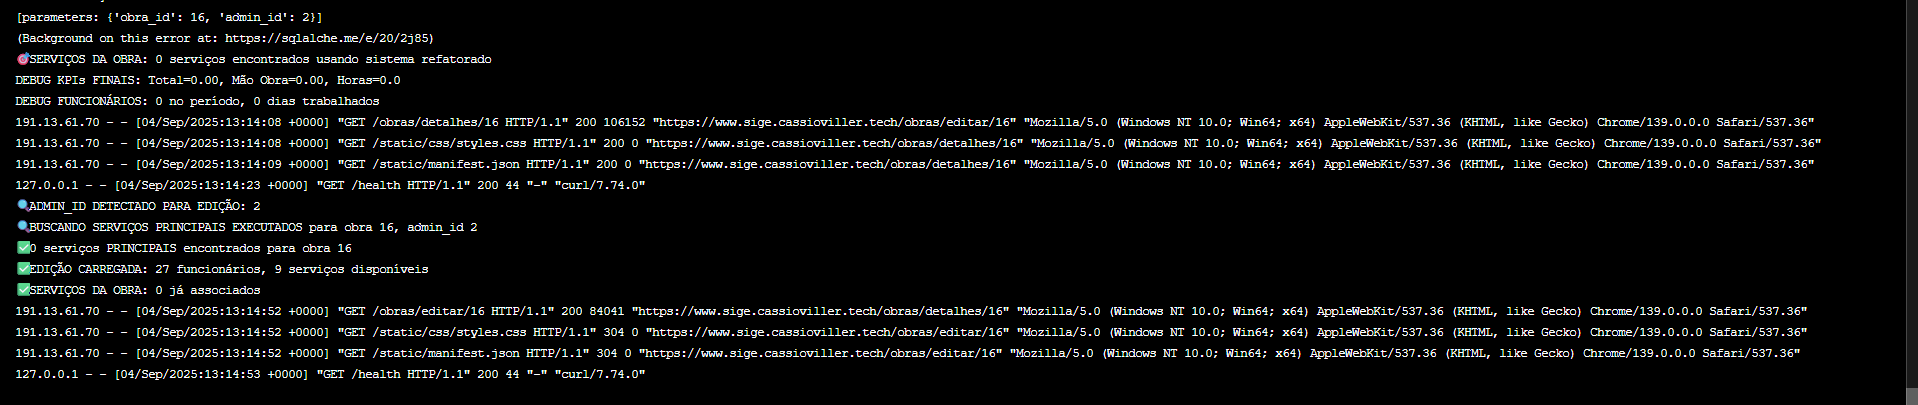 [parameters: {'obra_id': 16, 'admin_id': 2}]
(Background on this error at: https://sqlalche.me/e/20/2j85)
🎯SERVIÇOS DA OBRA: 0 serviços encontrados usando sistema refatorado
DEBUG KPIs FINAIS: Total=0.00, Mão Obra=0.00, Horas=0.0
DEBUG FUNCIONÁRIOS: 0 no período, 0 dias trabalhados
191.13.61.70 - - [04/Sep/2025:13:14:08 +0000] "GET /obras/detalhes/16 HTTP/1.1" 200 106152 "https://www.sige.cassioviller.tech/obras/editar/16" "Mozilla/5.0 (Windows NT 10.0; Win64; x64) AppleWebKit/537.36 (KHTML, like Gecko) Chrome/139.0.0.0 Safari/537.36"
191.13.61.70 - - [04/Sep/2025:13:14:08 +0000] "GET /static/css/styles.css HTTP/1.1" 200 0 "https://www.sige.cassioviller.tech/obras/detalhes/16" "Mozilla/5.0 (Windows NT 10.0; Win64; x64) AppleWebKit/537.36 (KHTML, like Gecko) Chrome/139.0.0.0 Safari/537.36"
191.13.61.70 - - [04/Sep/2025:13:14:09 +0000] "GET /static/manifest.json HTTP/1.1" 200 0 "https://www.sige.cassioviller.tech/obras/detalhes/16" "Mozilla/5.0 (Windows NT 10.0; Win64; x64) AppleWebKit/537.36 (KHTML, like Gecko) Chrome/139.0.0.0 Safari/537.36"
127.0.0.1 - - [04/Sep/2025:13:14:23 +0000] "GET /health HTTP/1.1" 200 44 "-" "curl/7.74.0"
🔍ADMIN_ID DETECTADO PARA EDIÇÃO: 2
🔍BUSCANDO SERVIÇOS PRINCIPAIS EXECUTADOS para obra 16, admin_id 2
✅0 serviços PRINCIPAIS encontrados para obra 16
✅EDIÇÃO CARREGADA: 27 funcionários, 9 serviços disponíveis
✅SERVIÇOS DA OBRA: 0 já associados
191.13.61.70 - - [04/Sep/2025:13:14:52 +0000] "GET /obras/editar/16 HTTP/1.1" 200 84041 "https://www.sige.cassioviller.tech/obras/detalhes/16" "Mozilla/5.0 (Windows NT 10.0; Win64; x64) AppleWebKit/537.36 (KHTML, like Gecko) Chrome/139.0.0.0 Safari/537.36"
191.13.61.70 - - [04/Sep/2025:13:14:52 +0000] "GET /static/css/styles.css HTTP/1.1" 304 0 "https://www.sige.cassioviller.tech/obras/editar/16" "Mozilla/5.0 (Windows NT 10.0; Win64; x64) AppleWebKit/537.36 (KHTML, like Gecko) Chrome/139.0.0.0 Safari/537.36"
191.13.61.70 - - [04/Sep/2025:13:14:52 +0000] "GET /static/manifest.json HTTP/1.1" 304 0 "https://www.sige.cassioviller.tech/obras/editar/16" "Mozilla/5.0 (Windows NT 10.0; Win64; x64) AppleWebKit/537.36 (KHTML, like Gecko) Chrome/139.0.0.0 Safari/537.36"
127.0.0.1 - - [04/Sep/2025:13:14:53 +0000] "GET /health HTTP/1.1" 200 44 "-" "curl/7.74.0"